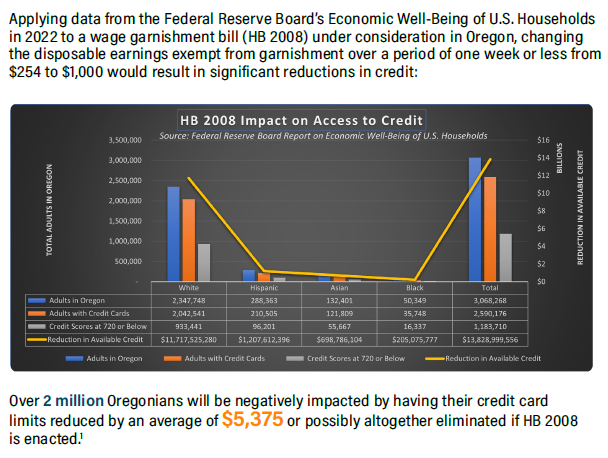 Applying data from the Federal Reserve Board's Economic Well-Being of U.S. Households
in 2022 to a wage garnishment bill (HB 2008) under consideration in Oregon, changing
the disposable earnings exempt from garnishment over a period of one week or less from
$254 to $1,000 would result in significant reductions in credit:
HB 2008 Impact on Access to Credit
Source: Federal Reserve Board Report on Economic Well-Being of U.S. Households
TOTAL ADULTS IN OREGON
3,500,000
3,000,000
2,500,000
2,000,000
1,500,000
1,000,000
500,000
-
$16
$14
$12
$10
$8
$6
$4
$2
$0
BILLIONS
REDUCTION IN AVAILABLE CREDIT
White Hispanic Asian Black Total
Adults in Oregon 2,347,748 288,363 132,401 50,349 3,068,268
Adults with Credit Cards 2,042,541 210,505 121,809 35,748 2,590,176
Credit Scores at 720 or Below 933,441 96,201 55,667 16,337 1,183,710
Reduction in Available Credit $11,717,525,280 $1,207,612,396 $698,786,104 $205,075,777 $13,828,999,556
Adults in Oregon Adults with Credit Cards Credit Scores at 720 or Below Reduction in Available Credit
Over 2 million Oregonians will be negatively impacted by having their credit card
limits reduced by an average of $5,375 or possibly altogether eliminated if HB 2008
is enacted.¹